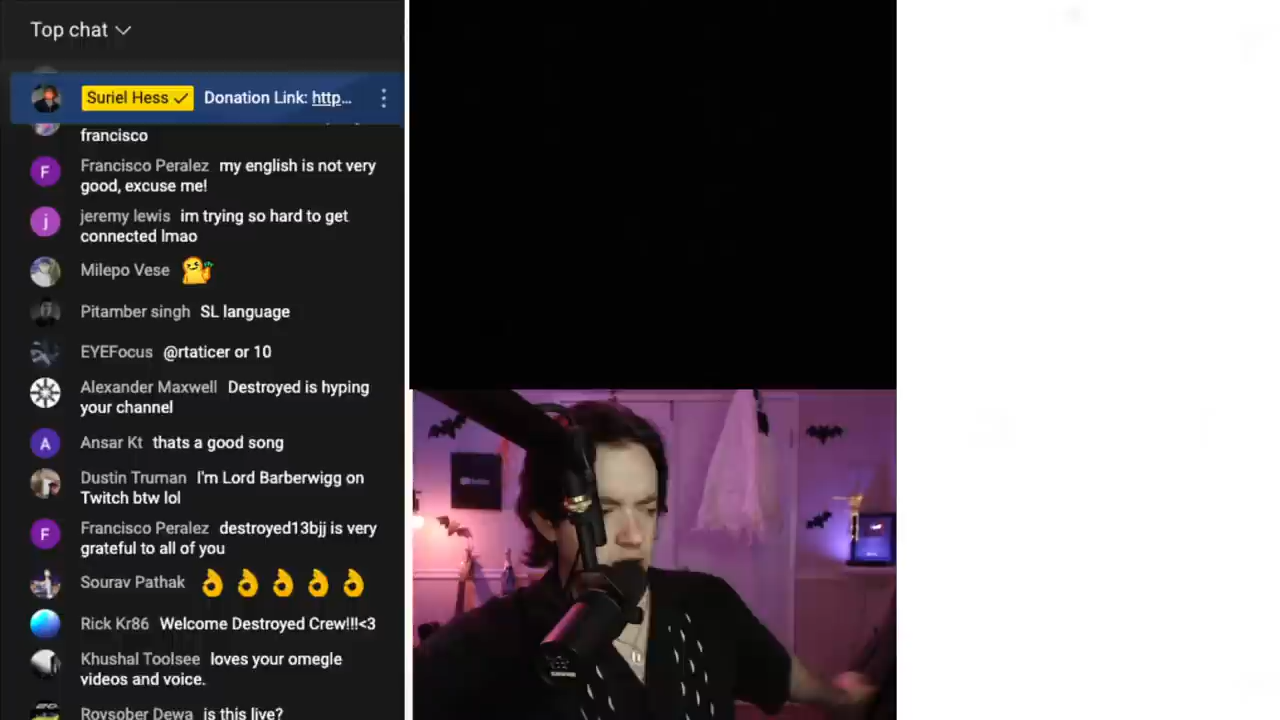 Top chat
Suriel Hess Donation Link: http...
francisco
Francisco Peralez my english is not very
good, excuse me!
jeremy lewis im trying so hard to get
connected lmao
Milepo Vese
Pitamber singh SL language
EYEFocus @rtaticer or 10
Alexander Maxwell Destroyed is hyping
your channel
Ansar Kt thats a good song
Dustin Truman I'm Lord Barberwigg on
Twitch btw lol
Francisco Peralez destroyed13bjj is very
grateful to all of you
Sourav Pathak
Rick Kr86 Welcome Destroyed Crew!!!<3
Khushal Toolsee loves your omegle
videos and voice.
Roysober Dewa is this live?
F
j
A
F